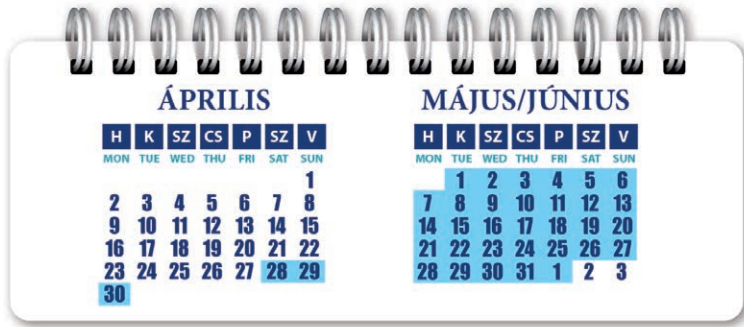 ÁPRILIS
H K SZ CS P SZ V
MON TUE WED THU FRI SAT SUN
1
2 3 4 5 6 7 8
9 10 11 12 13 14 15
16 17 18 19 20 21 22
23 24 25 26 27 28 29
30
MÁJUS/JÚNIUS
H K SZ CS P SZ V
MON TUE WED THU FRI SAT SUN
1 2 3 4 5 6
7 8 9 10 11 12 13
14 15 16 17 18 19 20
21 22 23 24 25 26 27
28 29 30 31 1 2 3